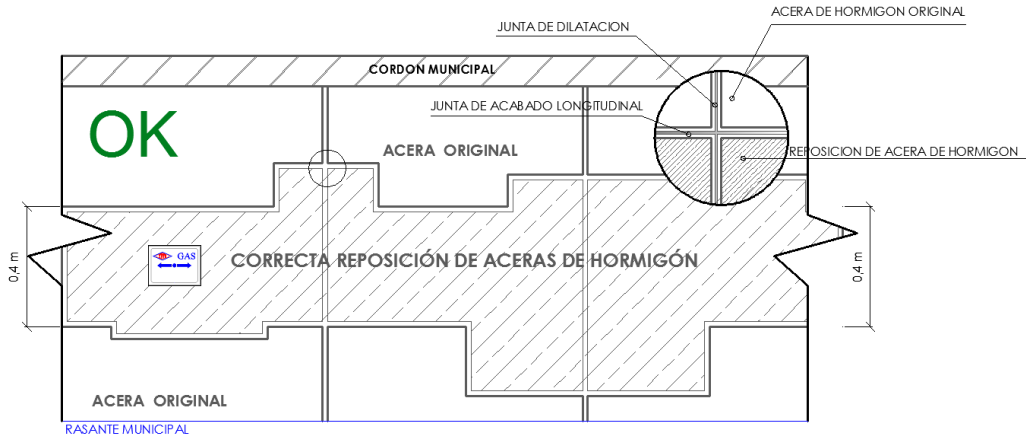 ACERA DE HORMIGON ORIGINAL
JUNTA DE DILATACION
CORDON MUNICIPAL
JUNTA DE ACABADO LONGITUDINAL
OK
ACERA ORIGINAL
REPOSICION DE ACERA DE HORMIGON
GAS
CORRECTA REPOSICIÓN DE ACERAS DE HORMIGÓN
0,4 m
0,4 m
ACERA ORIGINAL
RASANTE MUNICIPAL